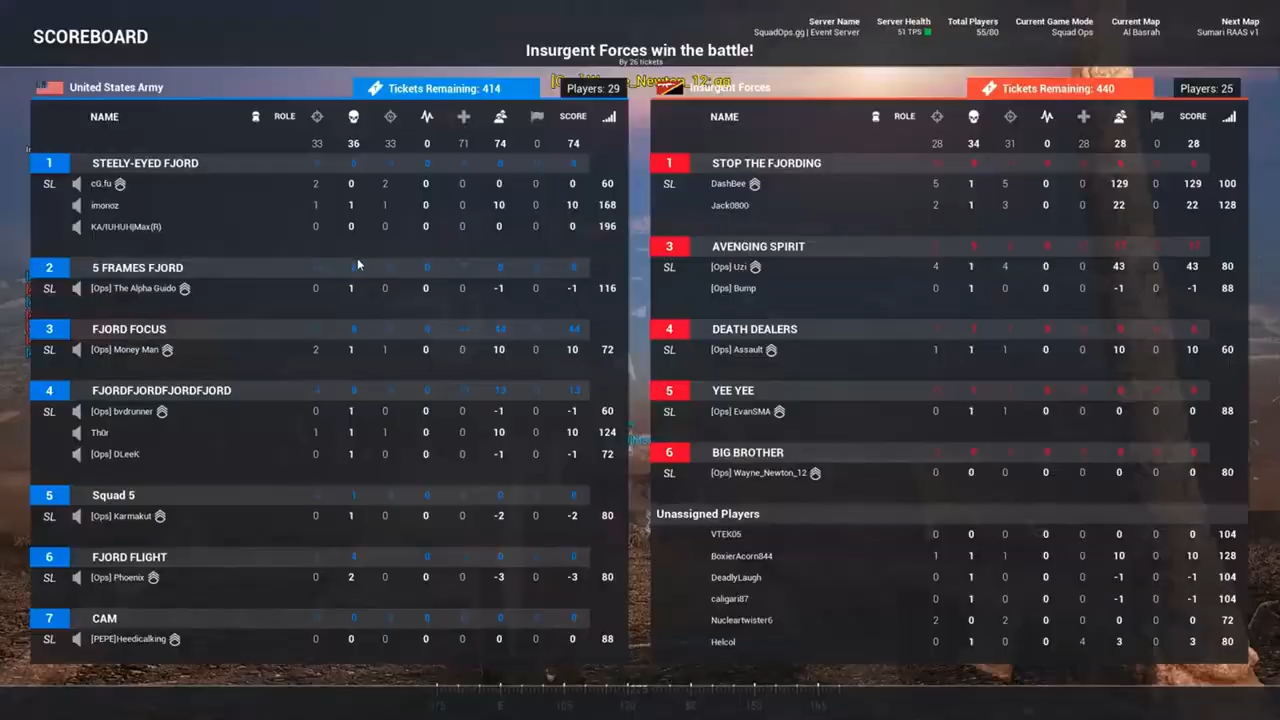 SCOREBOARD
Server Name
SquadOps.gg | Event Server
Server Health
51 TPS
Total Players
55/80
Current Game Mode
Squad Ops
Current Map
Al Basrah
Next Map
Sumari RAAS v1
Insurgent Forces win the battle!
By 26 tickets
United States Army
Tickets Remaining: 414
Players: 29
NAME ROLE SCORE
33 36 33 0 71 74 0 74
1 STEELY-EYED FJORD
SL cG.fu 2 0 2 0 0 0 0 0 60
imonoz 1 1 1 0 0 10 0 10 168
KA/IUHUH|Max(R) 0 0 0 0 0 0 0 0 196
2 5 FRAMES FJORD
SL [Ops] The Alpha Guido 0 1 0 0 0 -1 0 -1 116
3 FJORD FOCUS
SL [Ops] Money Man 2 1 1 0 0 10 0 10 72
4 FJORDFJORDFJORDFJORD
SL [Ops] bvdrunner 0 1 0 0 0 -1 0 -1 60
Th0r 1 1 1 0 0 10 0 10 124
[Ops] DLeeK 0 1 0 0 0 -1 0 -1 72
5 Squad 5
SL [Ops] Karmakut 0 1 0 0 0 -2 0 -2 80
6 FJORD FLIGHT
SL [Ops] Phoenix 0 2 0 0 0 -3 0 -3 80
7 CAM
SL [PEPE]Heedicalking 0 0 0 0 0 0 0 0 88
Insurgent Forces
Tickets Remaining: 440
Players: 25
NAME ROLE SCORE
28 34 31 0 28 28 0 28
1 STOP THE FJORDING
SL DashBee 5 1 5 0 0 129 0 129 100
Jack0800 2 1 3 0 0 22 0 22 128
3 AVENGING SPIRIT
SL [Ops] Uzi 4 1 4 0 0 43 0 43 80
[Ops] Bump 0 1 0 0 0 -1 0 -1 88
4 DEATH DEALERS
SL [Ops] Assault 1 1 1 0 0 10 0 10 60
5 YEE YEE
SL [Ops] EvanSMA 0 1 1 0 0 0 0 0 88
6 BIG BROTHER
SL [Ops] Wayne_Newton_12 0 0 0 0 0 0 0 0 80
Unassigned Players
VTEK05 0 0 0 0 0 0 0 0 104
BoxierAcorn844 1 1 1 0 0 10 0 10 128
DeadlyLaugh 0 1 0 0 0 -1 0 -1 104
caligari87 0 1 0 0 0 -1 0 -1 104
Nucleartwister6 2 0 2 0 0 0 0 0 72
Helcol 0 1 0 0 4 3 0 3 80